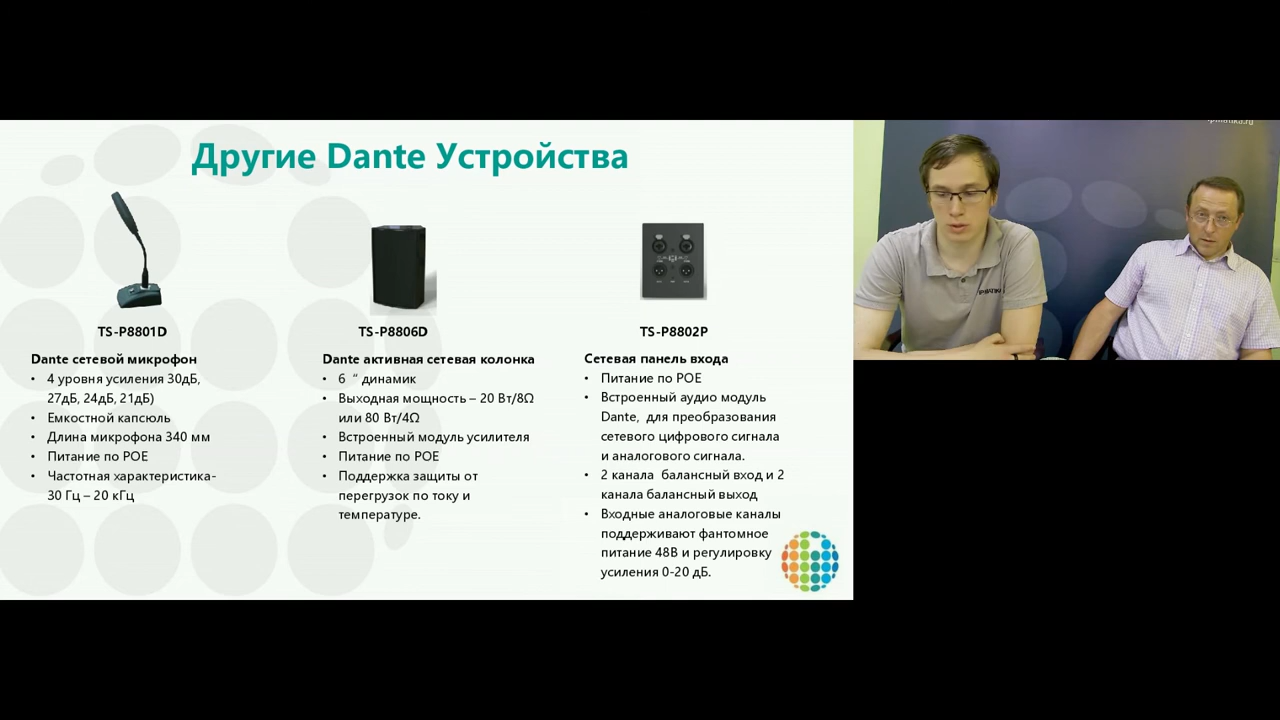 Другие Dante Устройства
TS-P8801D
Dante сетевой микрофон
• 4 уровня усиления 30дБ,
27дБ, 24дБ, 21дБ)
• Емкостной капсюль
• Длина микрофона 340 мм
• Питание по POE
• Частотная характеристика-
30 Гц – 20 кГц
TS-P8806D
Dante активная сетевая колонка
• 6 “ динамик
• Выходная мощность – 20 Вт/8Ω
или 80 Вт/4Ω
• Встроенный модуль усилителя
• Питание по POE
• Поддержка защиты от
перегрузок по току и
температуре.
TS-P8802P
Сетевая панель входа
• Питание по POE
• Встроенный аудио модуль
Dante, для преобразования
сетевого цифрового сигнала
и аналогового сигнала.
• 2 канала балансный вход и 2
канала балансный выход
• Входные аналоговые каналы
поддерживают фантомное
питание 48В и регулировку
усиления 0-20 дБ.